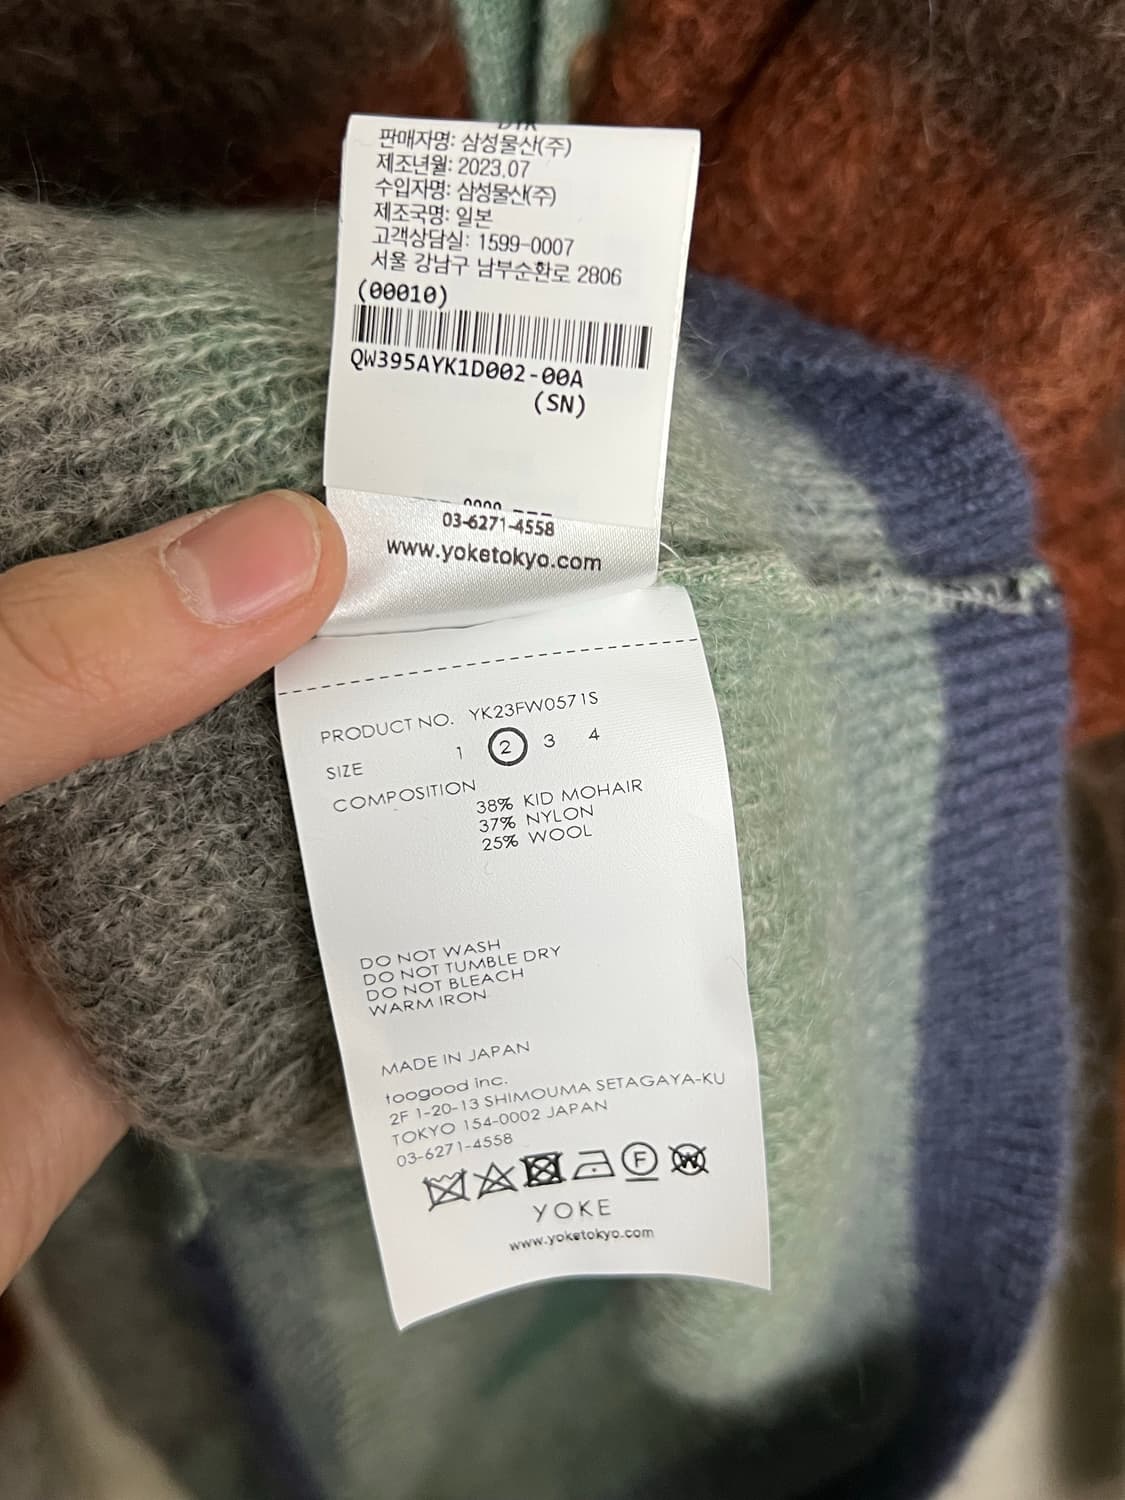 판매자명: 삼성물산(주)
제조년월: 2023.07
수입자명: 삼성물산(주)
제조국명: 일본
고객상담실: 1599-0007
서울 강남구 남부순환로 2806
(00010)
QW395AYK1D002-00A
(SN)
03-6271-4558
www.yoketokyo.com
PRODUCT NO. YK23FW0571S
SIZE 1 2 3 4
COMPOSITION
38% KID MOHAIR
37% NYLON
25% WOOL
DO NOT WASH
DO NOT TUMBLE DRY
DO NOT BLEACH
WARM IRON
MADE IN JAPAN
toogood inc.
2F 1-20-13 SHIMOUMA SETAGAYA-KU
TOKYO 154-0002 JAPAN
03-6271-4558
F W
YOKE
www.yoketokyo.com